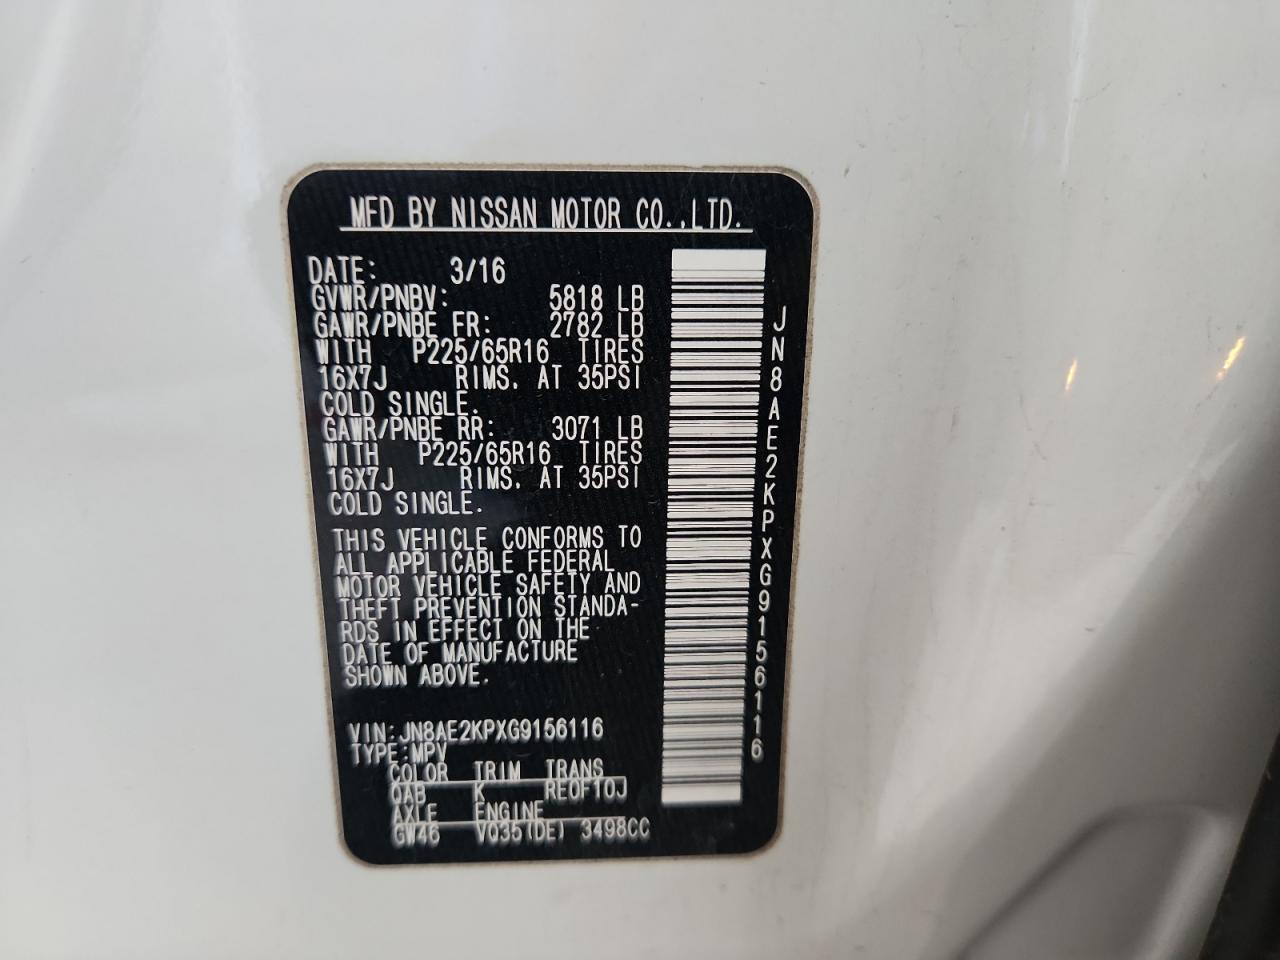 MFD BY NISSAN MOTOR CO.,LTD.
DATE: 3/16
GVWR/PNBV: 5818 LB
GAWR/PNBE FR: 2782 LB
WITH P225/65R16 TIRES
16X7J RIMS. AT 35PSI
COLD SINGLE.
GAWR/PNBE RR: 3071 LB
WITH P225/65R16 TIRES
16X7J RIMS. AT 35PSI
COLD SINGLE.
THIS VEHICLE CONFORMS TO
ALL APPLICABLE FEDERAL
MOTOR VEHICLE SAFETY AND
THEFT PREVENTION STANDA-
RDS IN EFFECT ON THE
DATE OF MANUFACTURE
SHOWN ABOVE.
VIN:JN8AE2KPXG9156116
TYPE:MPV
COLOR TRIM TRANS
QAB K RE0F10J
AXLE ENGINE
GW46 VQ35(DE) 3498CC
JN8AE2KPXG9156116